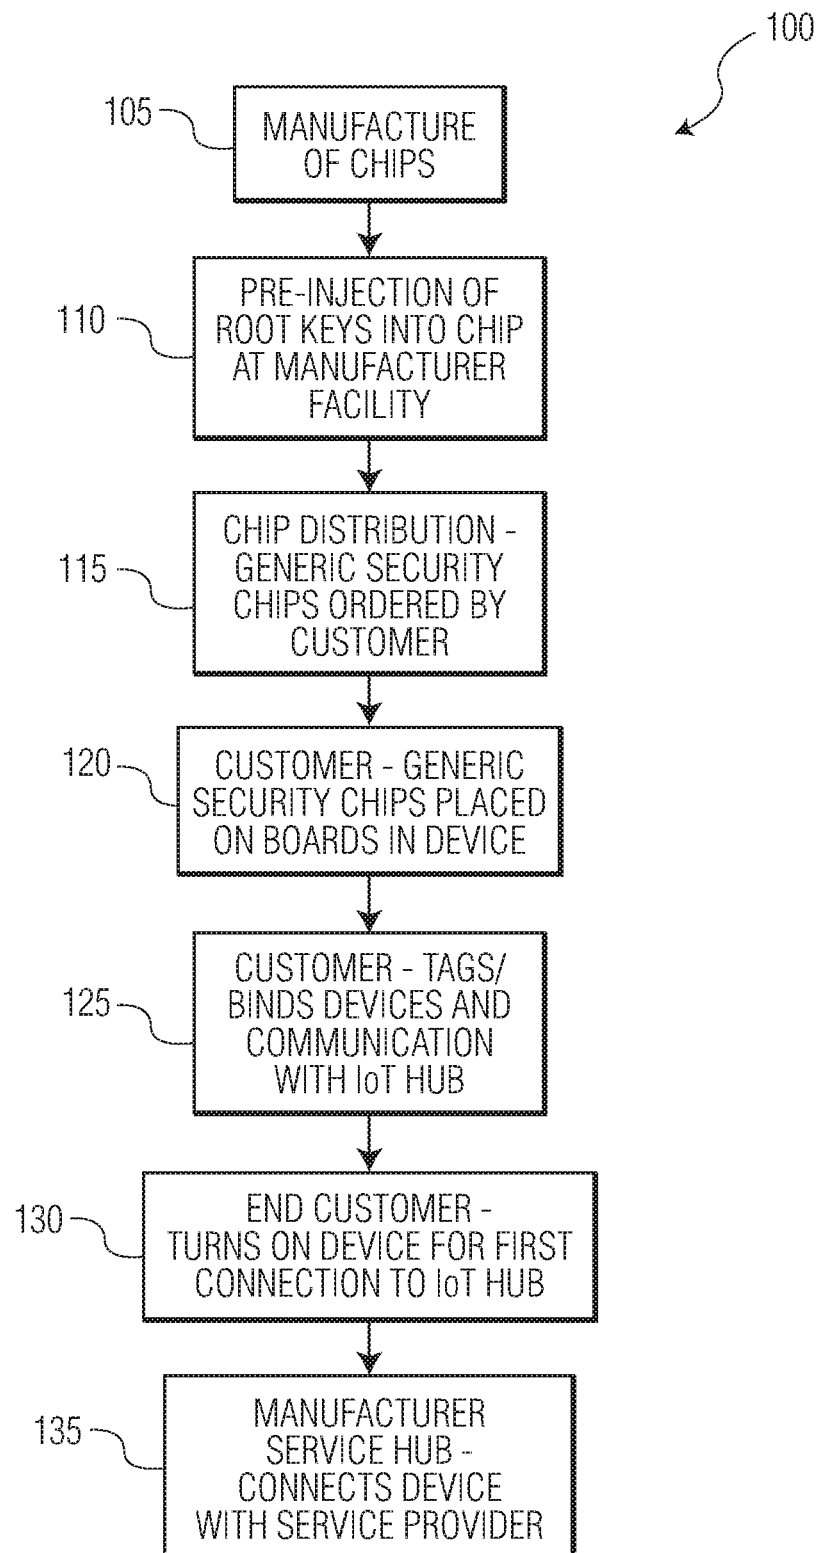 100
105
MANUFACTURE
OF CHIPS
110
PRE-INJECTION OF
ROOT KEYS INTO CHIP
AT MANUFACTURER
FACILITY
115
CHIP DISTRIBUTION -
GENERIC SECURITY
CHIPS ORDERED BY
CUSTOMER
120
CUSTOMER - GENERIC
SECURITY CHIPS PLACED
ON BOARDS IN DEVICE
125
CUSTOMER - TAGS/
BINDS DEVICES AND
COMMUNICATION
WITH IoT HUB
130
END CUSTOMER -
TURNS ON DEVICE FOR FIRST
CONNECTION TO IoT HUB
135
MANUFACTURER
SERVICE HUB -
CONNECTS DEVICE
WITH SERVICE PROVIDER